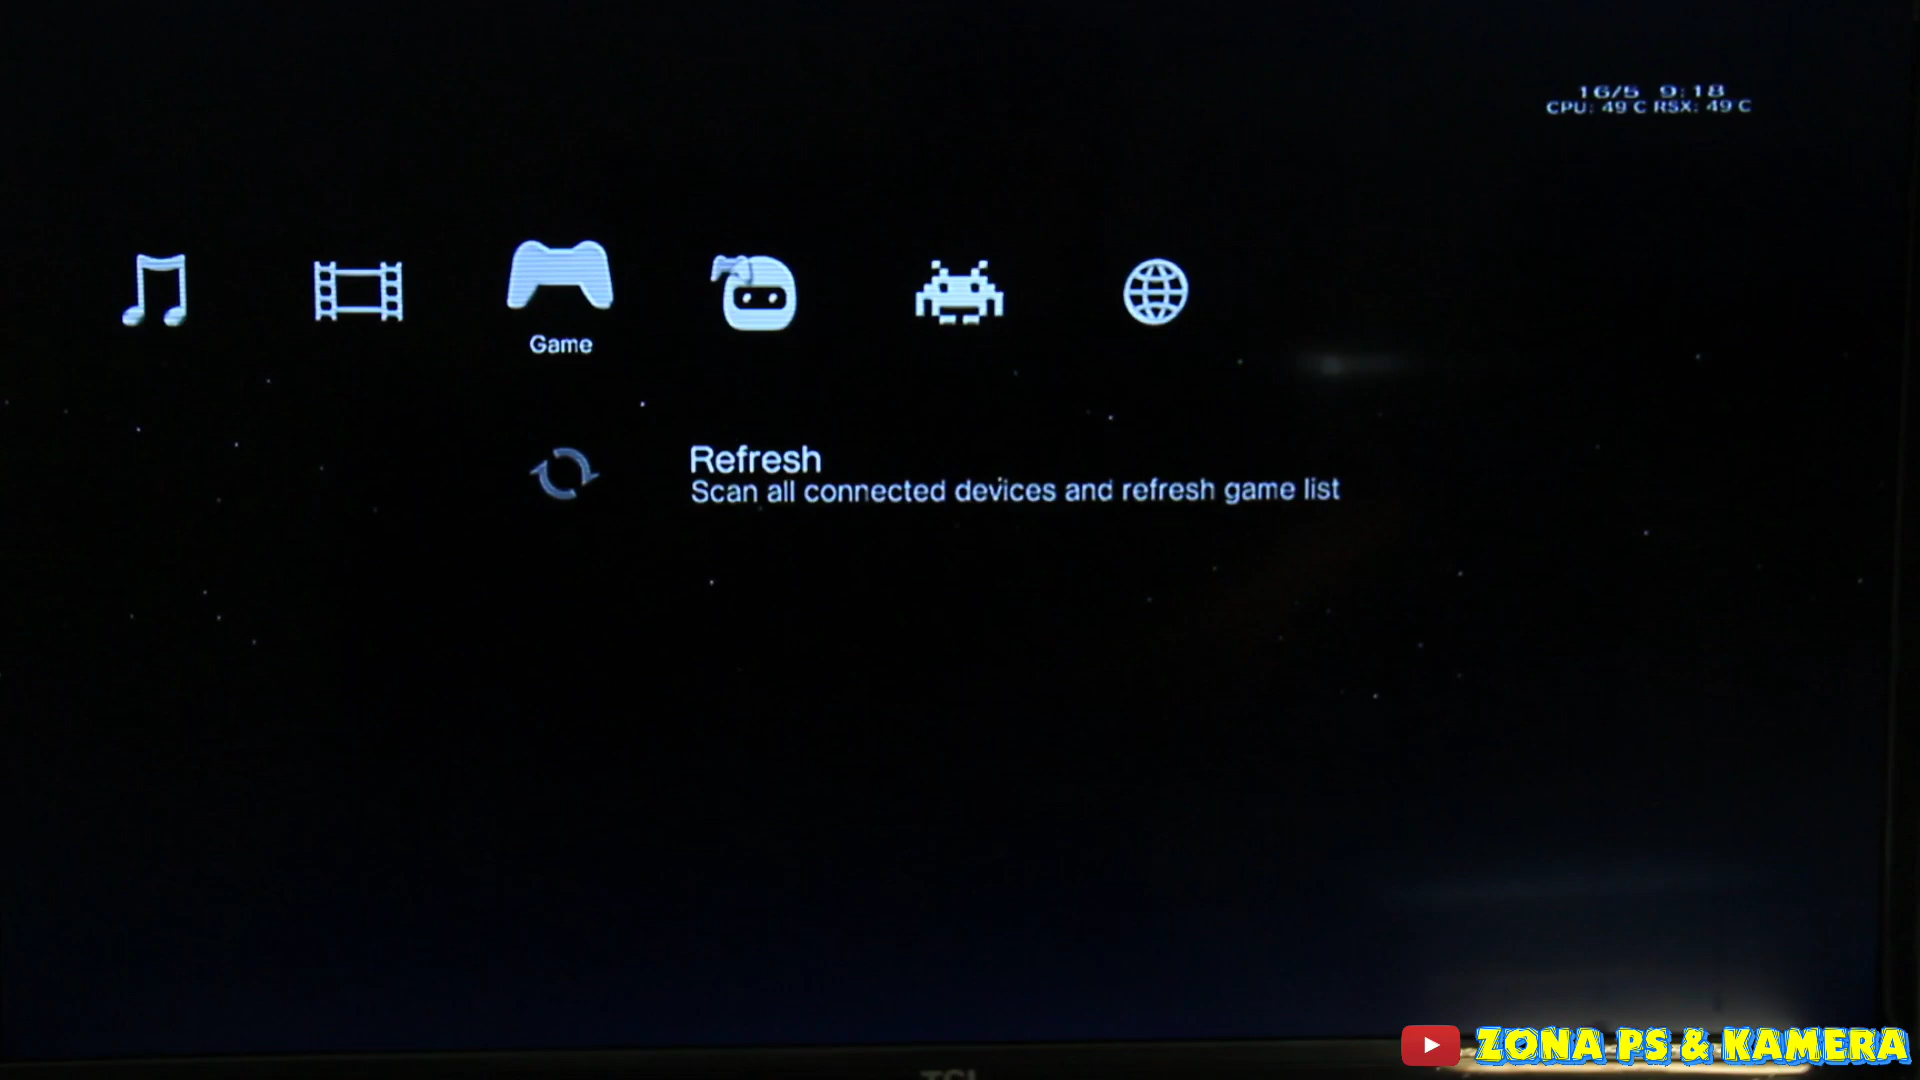 16/5 9:18
CPU: 49 C RSX: 49 C
Game
Refresh
Scan all connected devices and refresh game list
ZONA PS & KAMERA